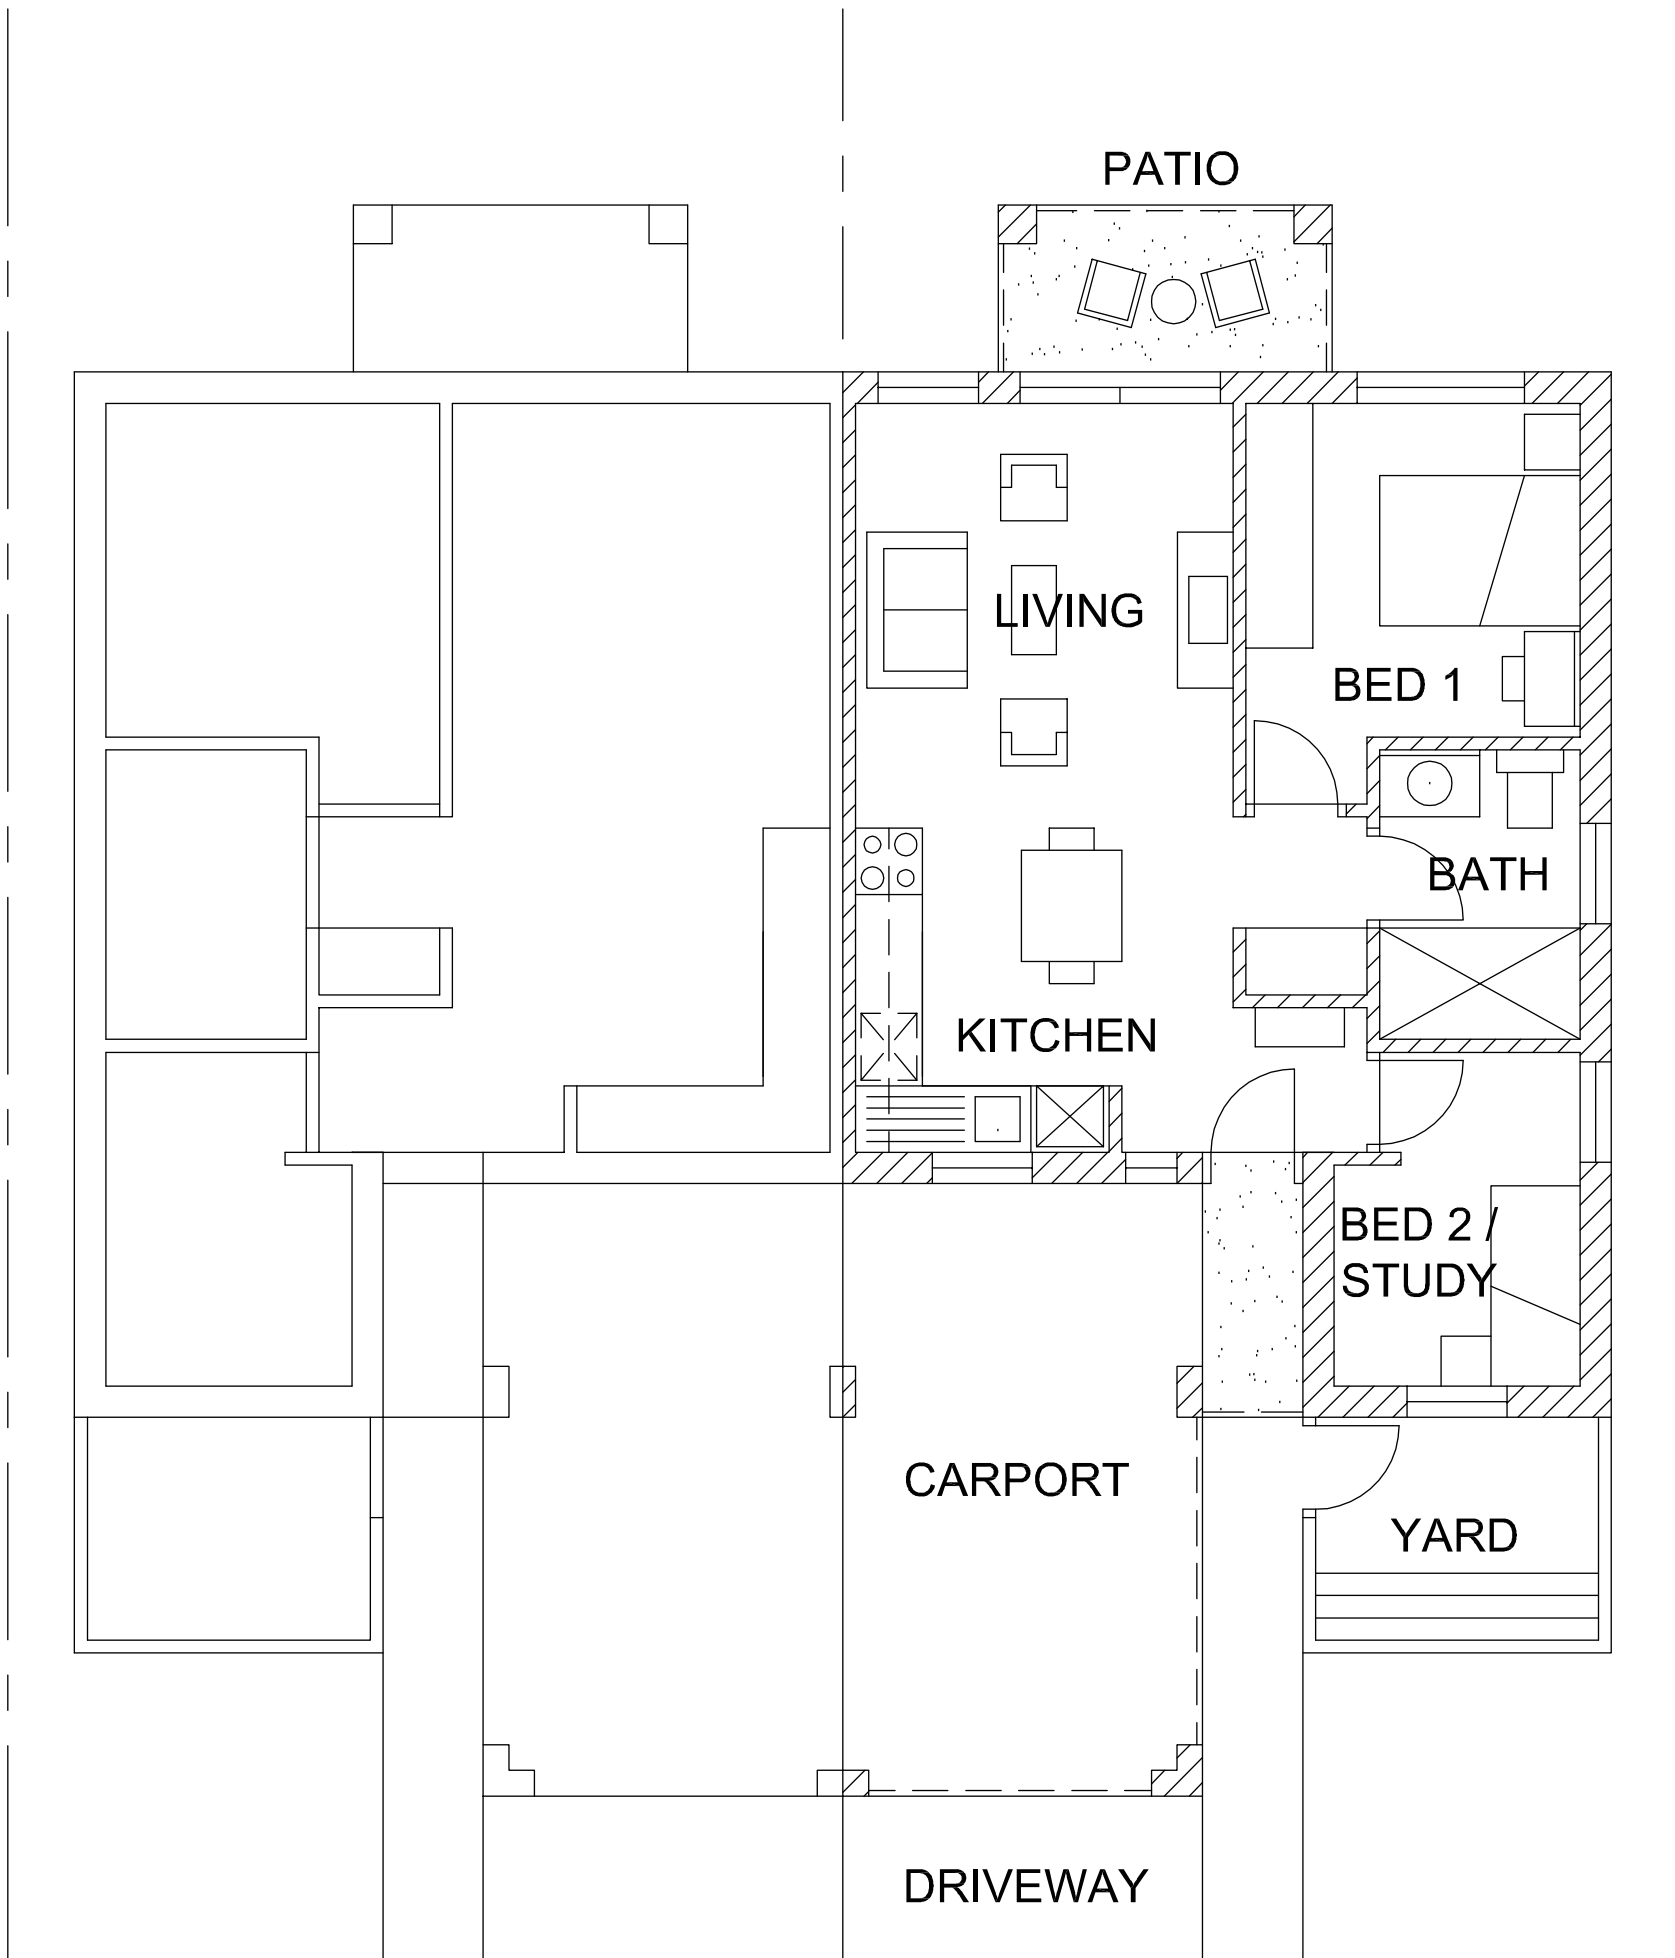 PATIO
LIVING
BED 1
BATH
KITCHEN
BED 2 /
STUDY
CARPORT
YARD
DRIVEWAY